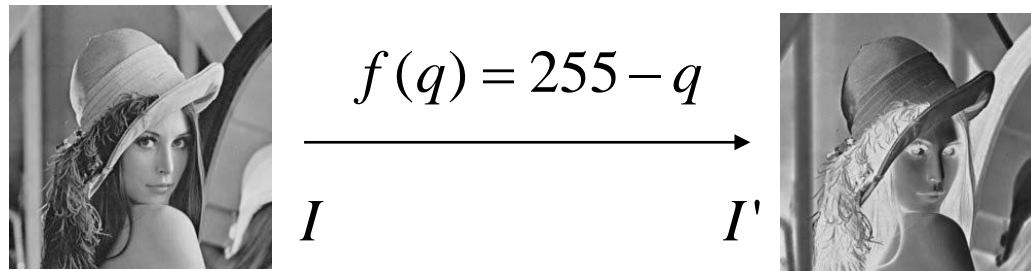 f(q) = 255 – q
I I'